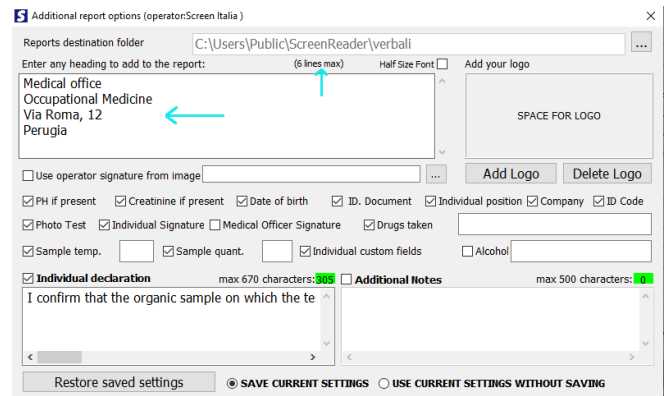 Additional report options (operator:Screen Italia )
Reports destination folder C:\Users\Public\ScreenReader\verbali ...
Enter any heading to add to the report: (6 lines max) Half Size Font Add your logo
Medical office
Occupational Medicine
Via Roma, 12
Perugia
SPACE FOR LOGO
Use operator signature from image ... Add Logo Delete Logo
PH if present Creatinine if present Date of birth ID. Document Individual position Company ID Code
Photo Test Individual Signature Medical Officer Signature Drugs taken
Sample temp. Sample quant. Individual custom fields Alcohol
Individual declaration max 670 characters: 305 Additional Notes max 500 characters: 0
I confirm that the organic sample on which the te
Restore saved settings SAVE CURRENT SETTINGS USE CURRENT SETTINGS WITHOUT SAVING